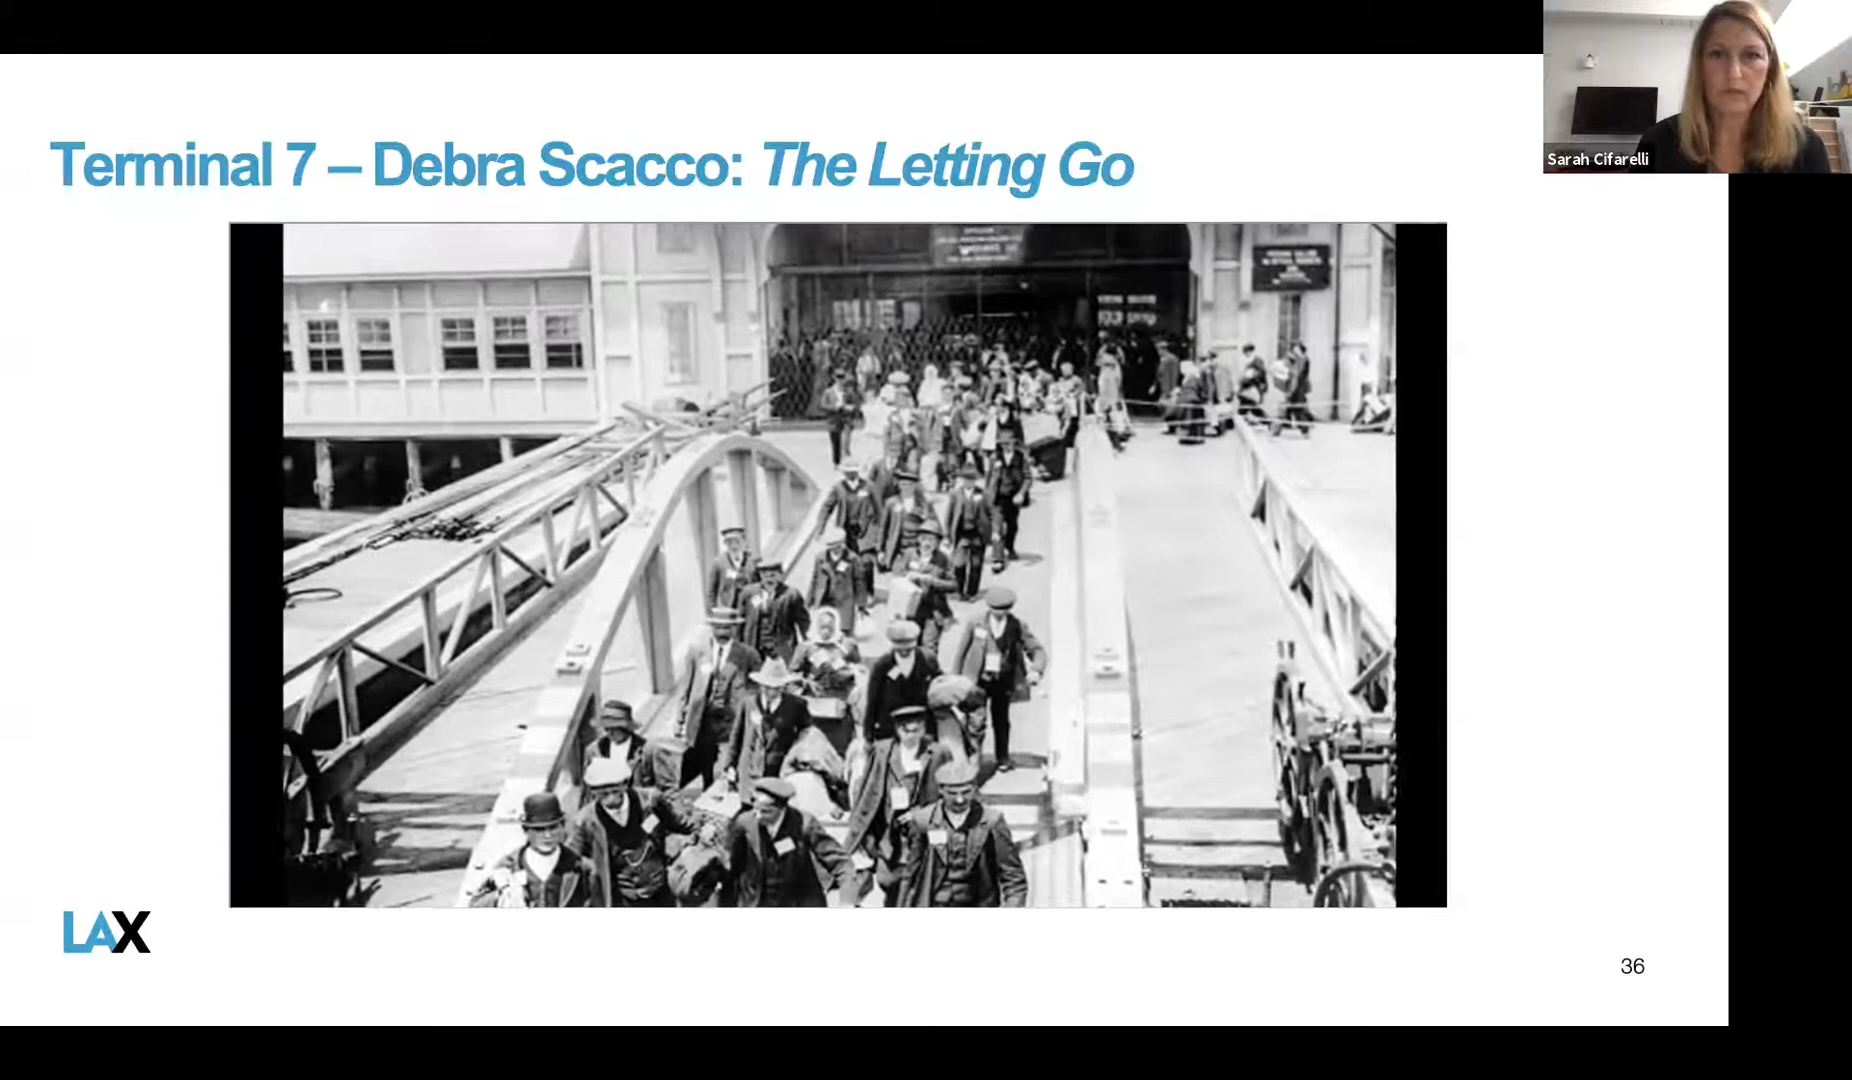 Sarah Cifarelli
Terminal 7 – Debra Scacco: The Letting Go
LAX
36